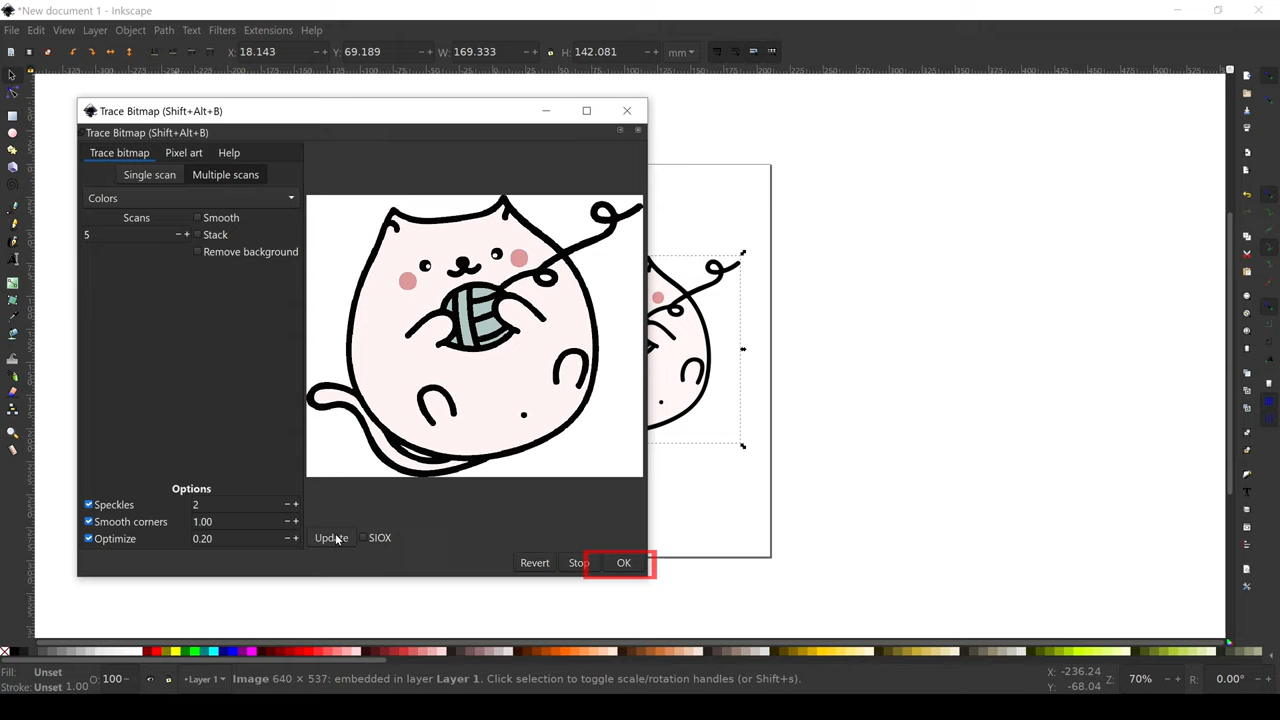 *New document 1 - Inkscape
File Edit View Layer Object Path Text Filters Extensions Help
X: 18.143 Y: 69.189 W: 169.333 H: 142.081 mm
Trace Bitmap (Shift+Alt+B)
Trace Bitmap (Shift+Alt+B)
Trace bitmap Pixel art Help
Single scan Multiple scans
Colors
Scans Smooth
5 Stack
Remove background
Options
Speckles 2
Smooth corners 1.00
Optimize 0.20
Update SIOX
Revert Stop OK
Fill: Unset
Stroke: Unset 1.00 O: 100 •Layer 1 Image 640 × 537: embedded in layer Layer 1. Click selection to toggle scale/rotation handles (or Shift+s).
X: -236.24
Y: -68.04
Z: 70% R: 0.00°